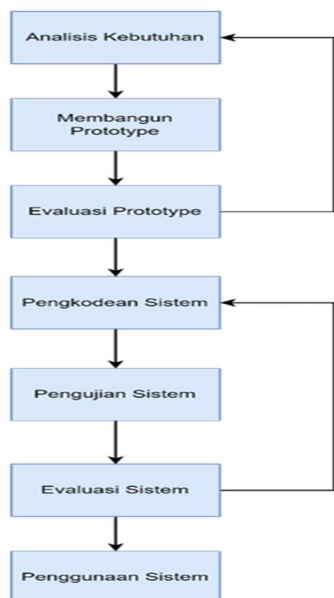 Analisis Kebutuhan
Membangun
Prototype
Evaluasi Prototype
Pengkodean Sistem
Pengujian Sistem
Evaluasi Sistem
Penggunaan Sistem